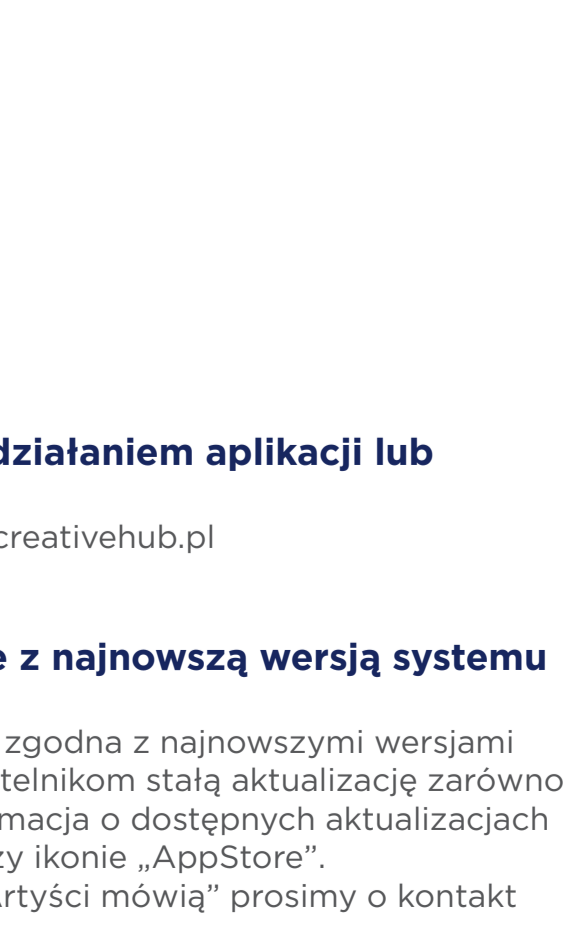 działaniem aplikacji lub
creativehub.pl
z najnowszą wersją systemu
zgodna z najnowszymi wersjami
telnikom stałą aktualizację zarówno
macja o dostępnych aktualizacjach
zy ikonie „AppStore”.
rtyści mówią” prosimy o kontakt